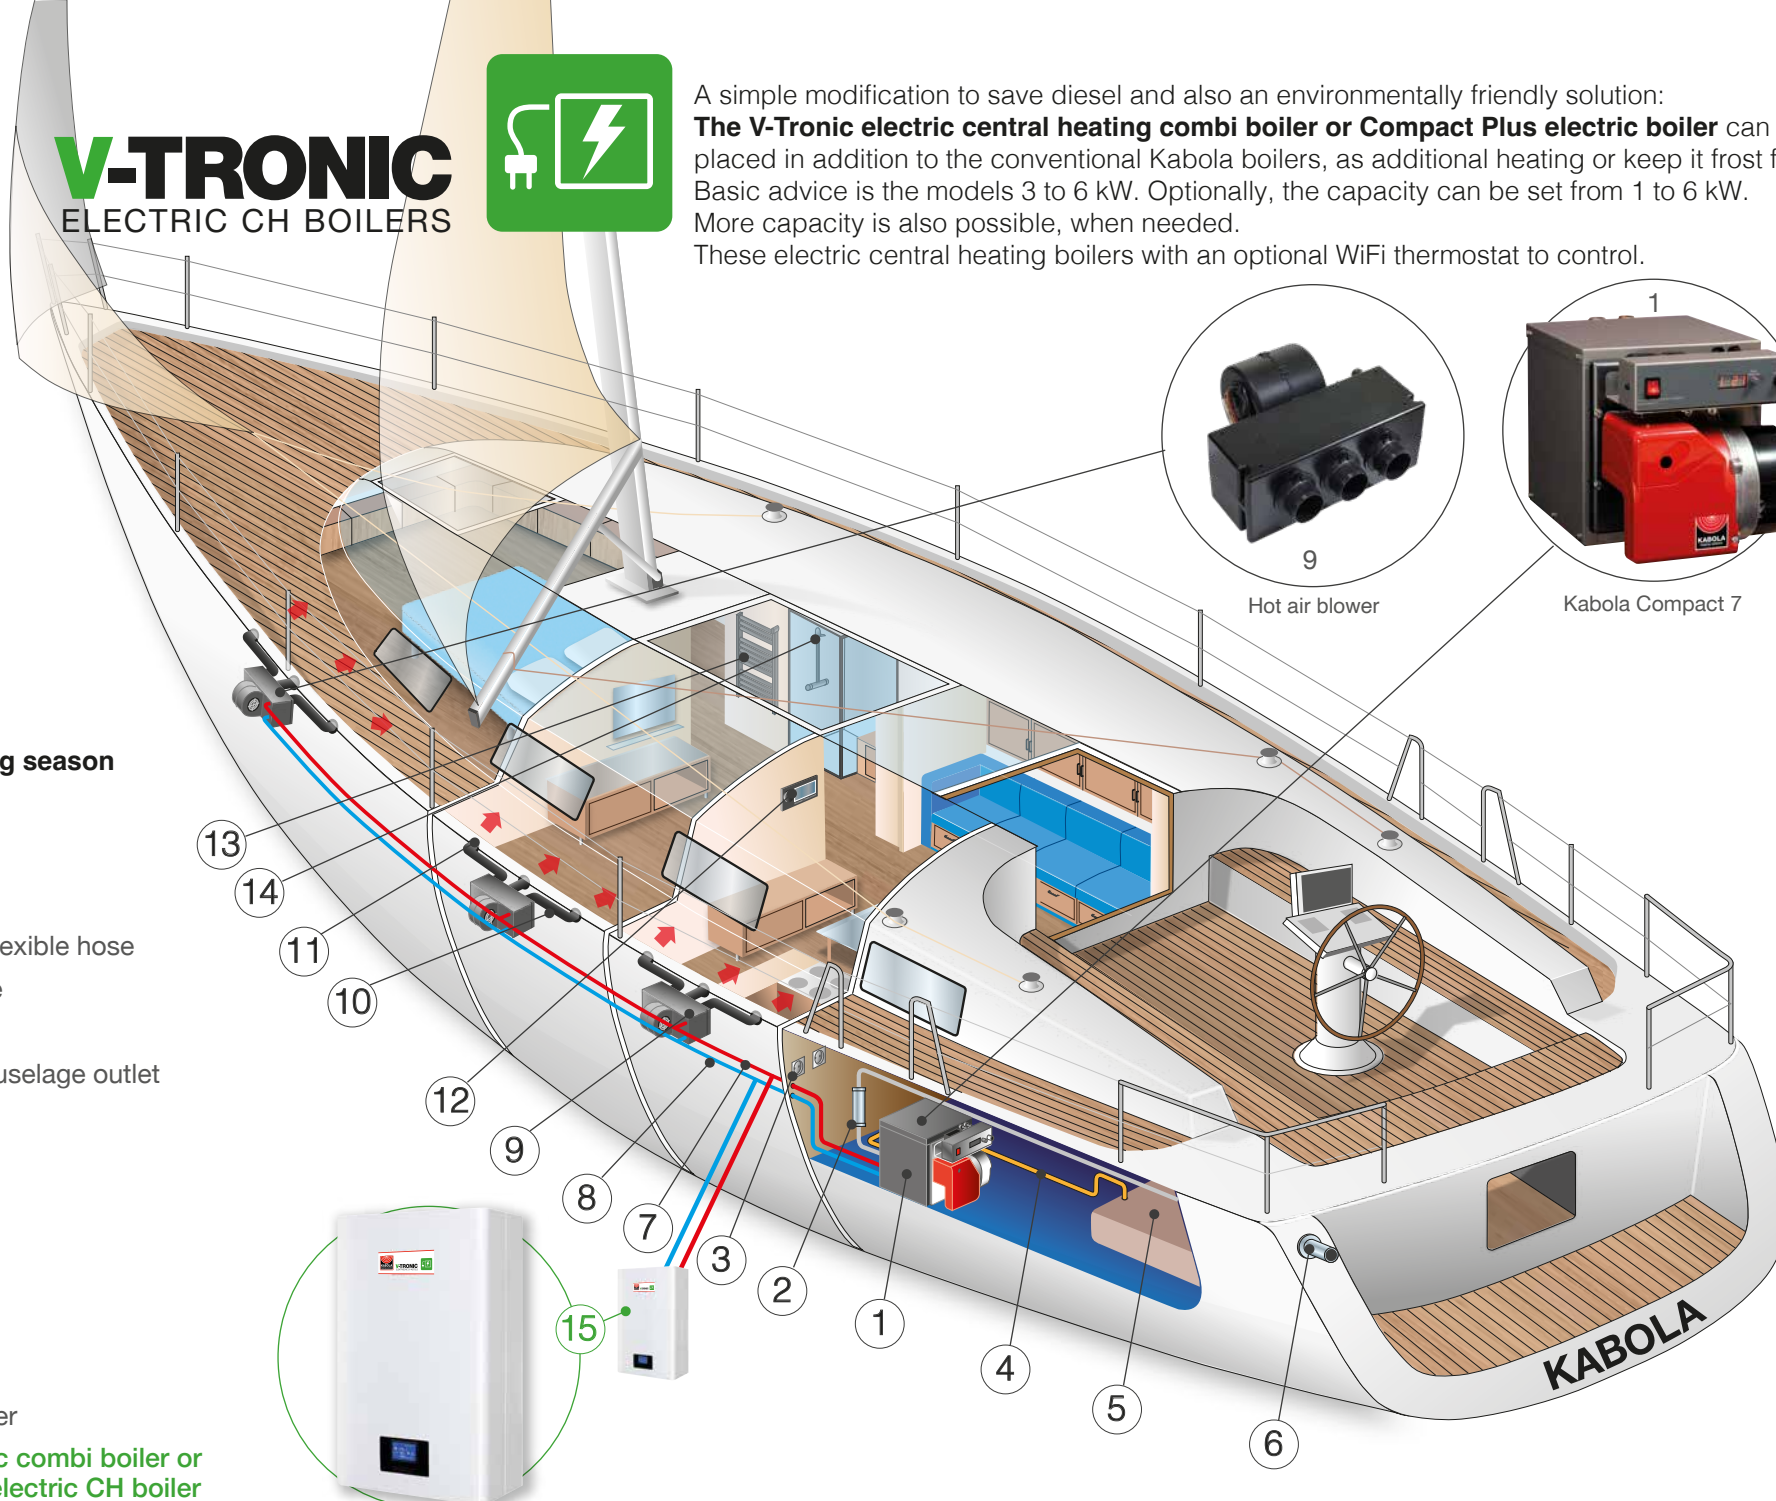 V-TRONIC
ELECTRIC CH BOILERS
A simple modification to save diesel and also an environmentally friendly solution:
The V-Tronic electric central heating combi boiler or Compact Plus electric boiler can
placed in addition to the conventional Kabola boilers, as additional heating or keep it frost
Basic advice is the models 3 to 6 kW. Optionally, the capacity can be set from 1 to 6 kW.
More capacity is also possible, when needed.
These electric central heating boilers with an optional WiFi thermostat to control.
1
KABOLA
9
Hot air blower
Kabola Compact 7
season
13
14
11
hose
10
outlet
12
9
8
7
3
2
1
4
5
6
15
V-TRONIC
KABOLA
combi boiler or
electric CH boiler